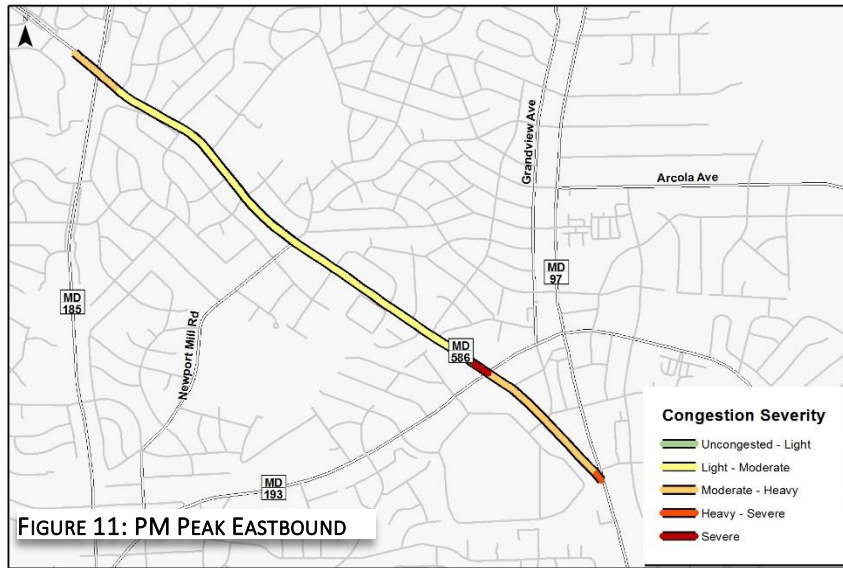 Grandview Ave
Arcola Ave
MD
97
MD
185
Newport Mill Rd
MD
586
MD
193
Congestion Severity
Uncongested - Light
Light - Moderate
Moderate - Heavy
Heavy - Severe
Severe
FIGURE 11: PM PEAK EASTBOUND